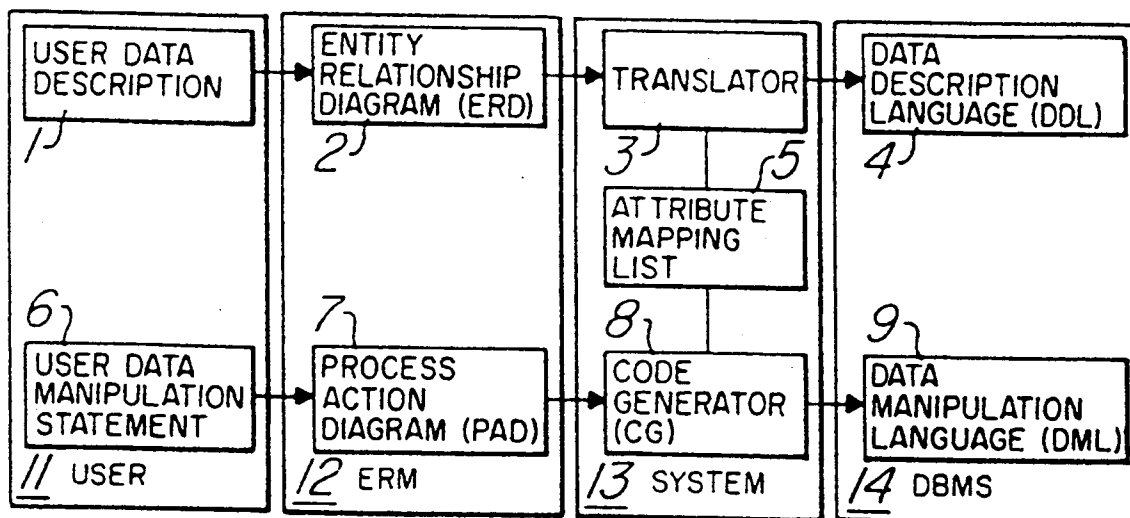 USER DATA
DESCRIPTION
1
ENTITY
RELATIONSHIP
DIAGRAM (ERD)
2
TRANSLATOR
3
DATA
DESCRIPTION
LANGUAGE (DDL)
4
5
ATTRIBUTE
MAPPING
LIST
6
USER DATA
MANIPULATION
STATEMENT
11 USER
7
PROCESS
ACTION
DIAGRAM (PAD)
12 ERM
8
CODE
GENERATOR
(CG)
13 SYSTEM
9
DATA
MANIPULATION
LANGUAGE (DML)
14 DBMS